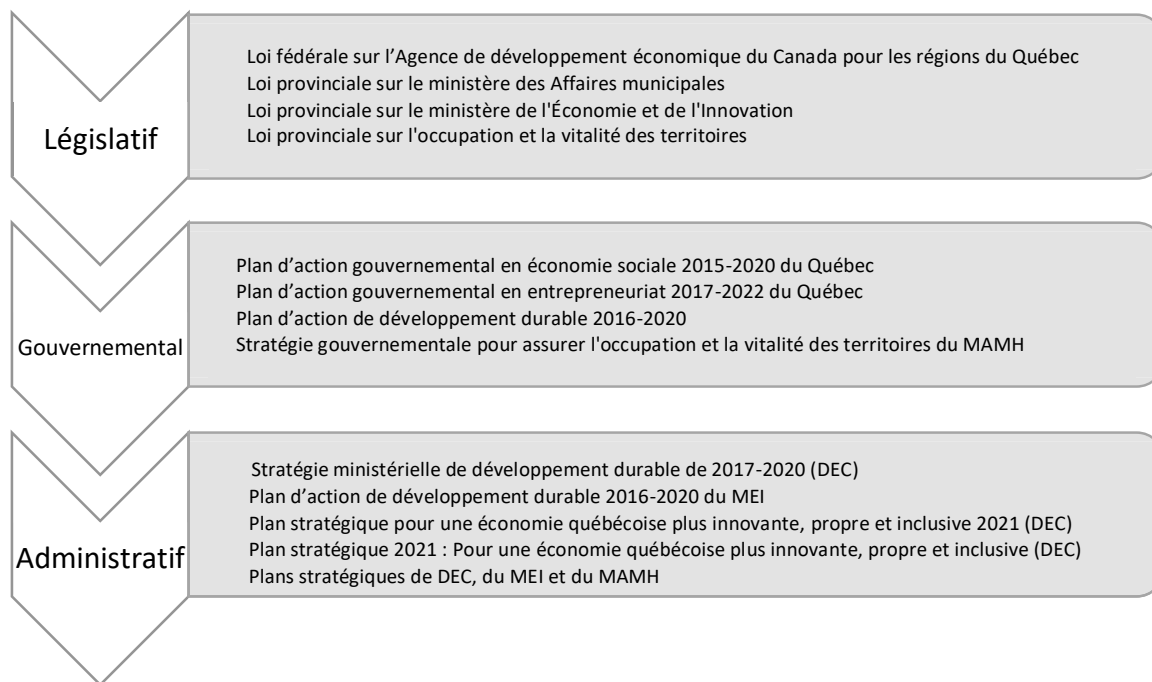 Législatif
Loi fédérale sur l’Agence de développement économique du Canada pour les régions du Québec
Loi provinciale sur le ministère des Affaires municipales
Loi provinciale sur le ministère de l'Économie et de l'Innovation
Loi provinciale sur l'occupation et la vitalité des territoires
Gouvernemental
Plan d’action gouvernemental en économie sociale 2015-2020 du Québec
Plan d’action gouvernemental en entrepreneuriat 2017-2022 du Québec
Plan d’action de développement durable 2016-2020
Stratégie gouvernementale pour assurer l'occupation et la vitalité des territoires du MAMH
Administratif
Stratégie ministérielle de développement durable de 2017-2020 (DEC)
Plan d’action de développement durable 2016-2020 du MEI
Plan stratégique pour une économie québécoise plus innovante, propre et inclusive 2021 (DEC)
Plan stratégique 2021 : Pour une économie québécoise plus innovante, propre et inclusive (DEC)
Plans stratégiques de DEC, du MEI et du MAMH